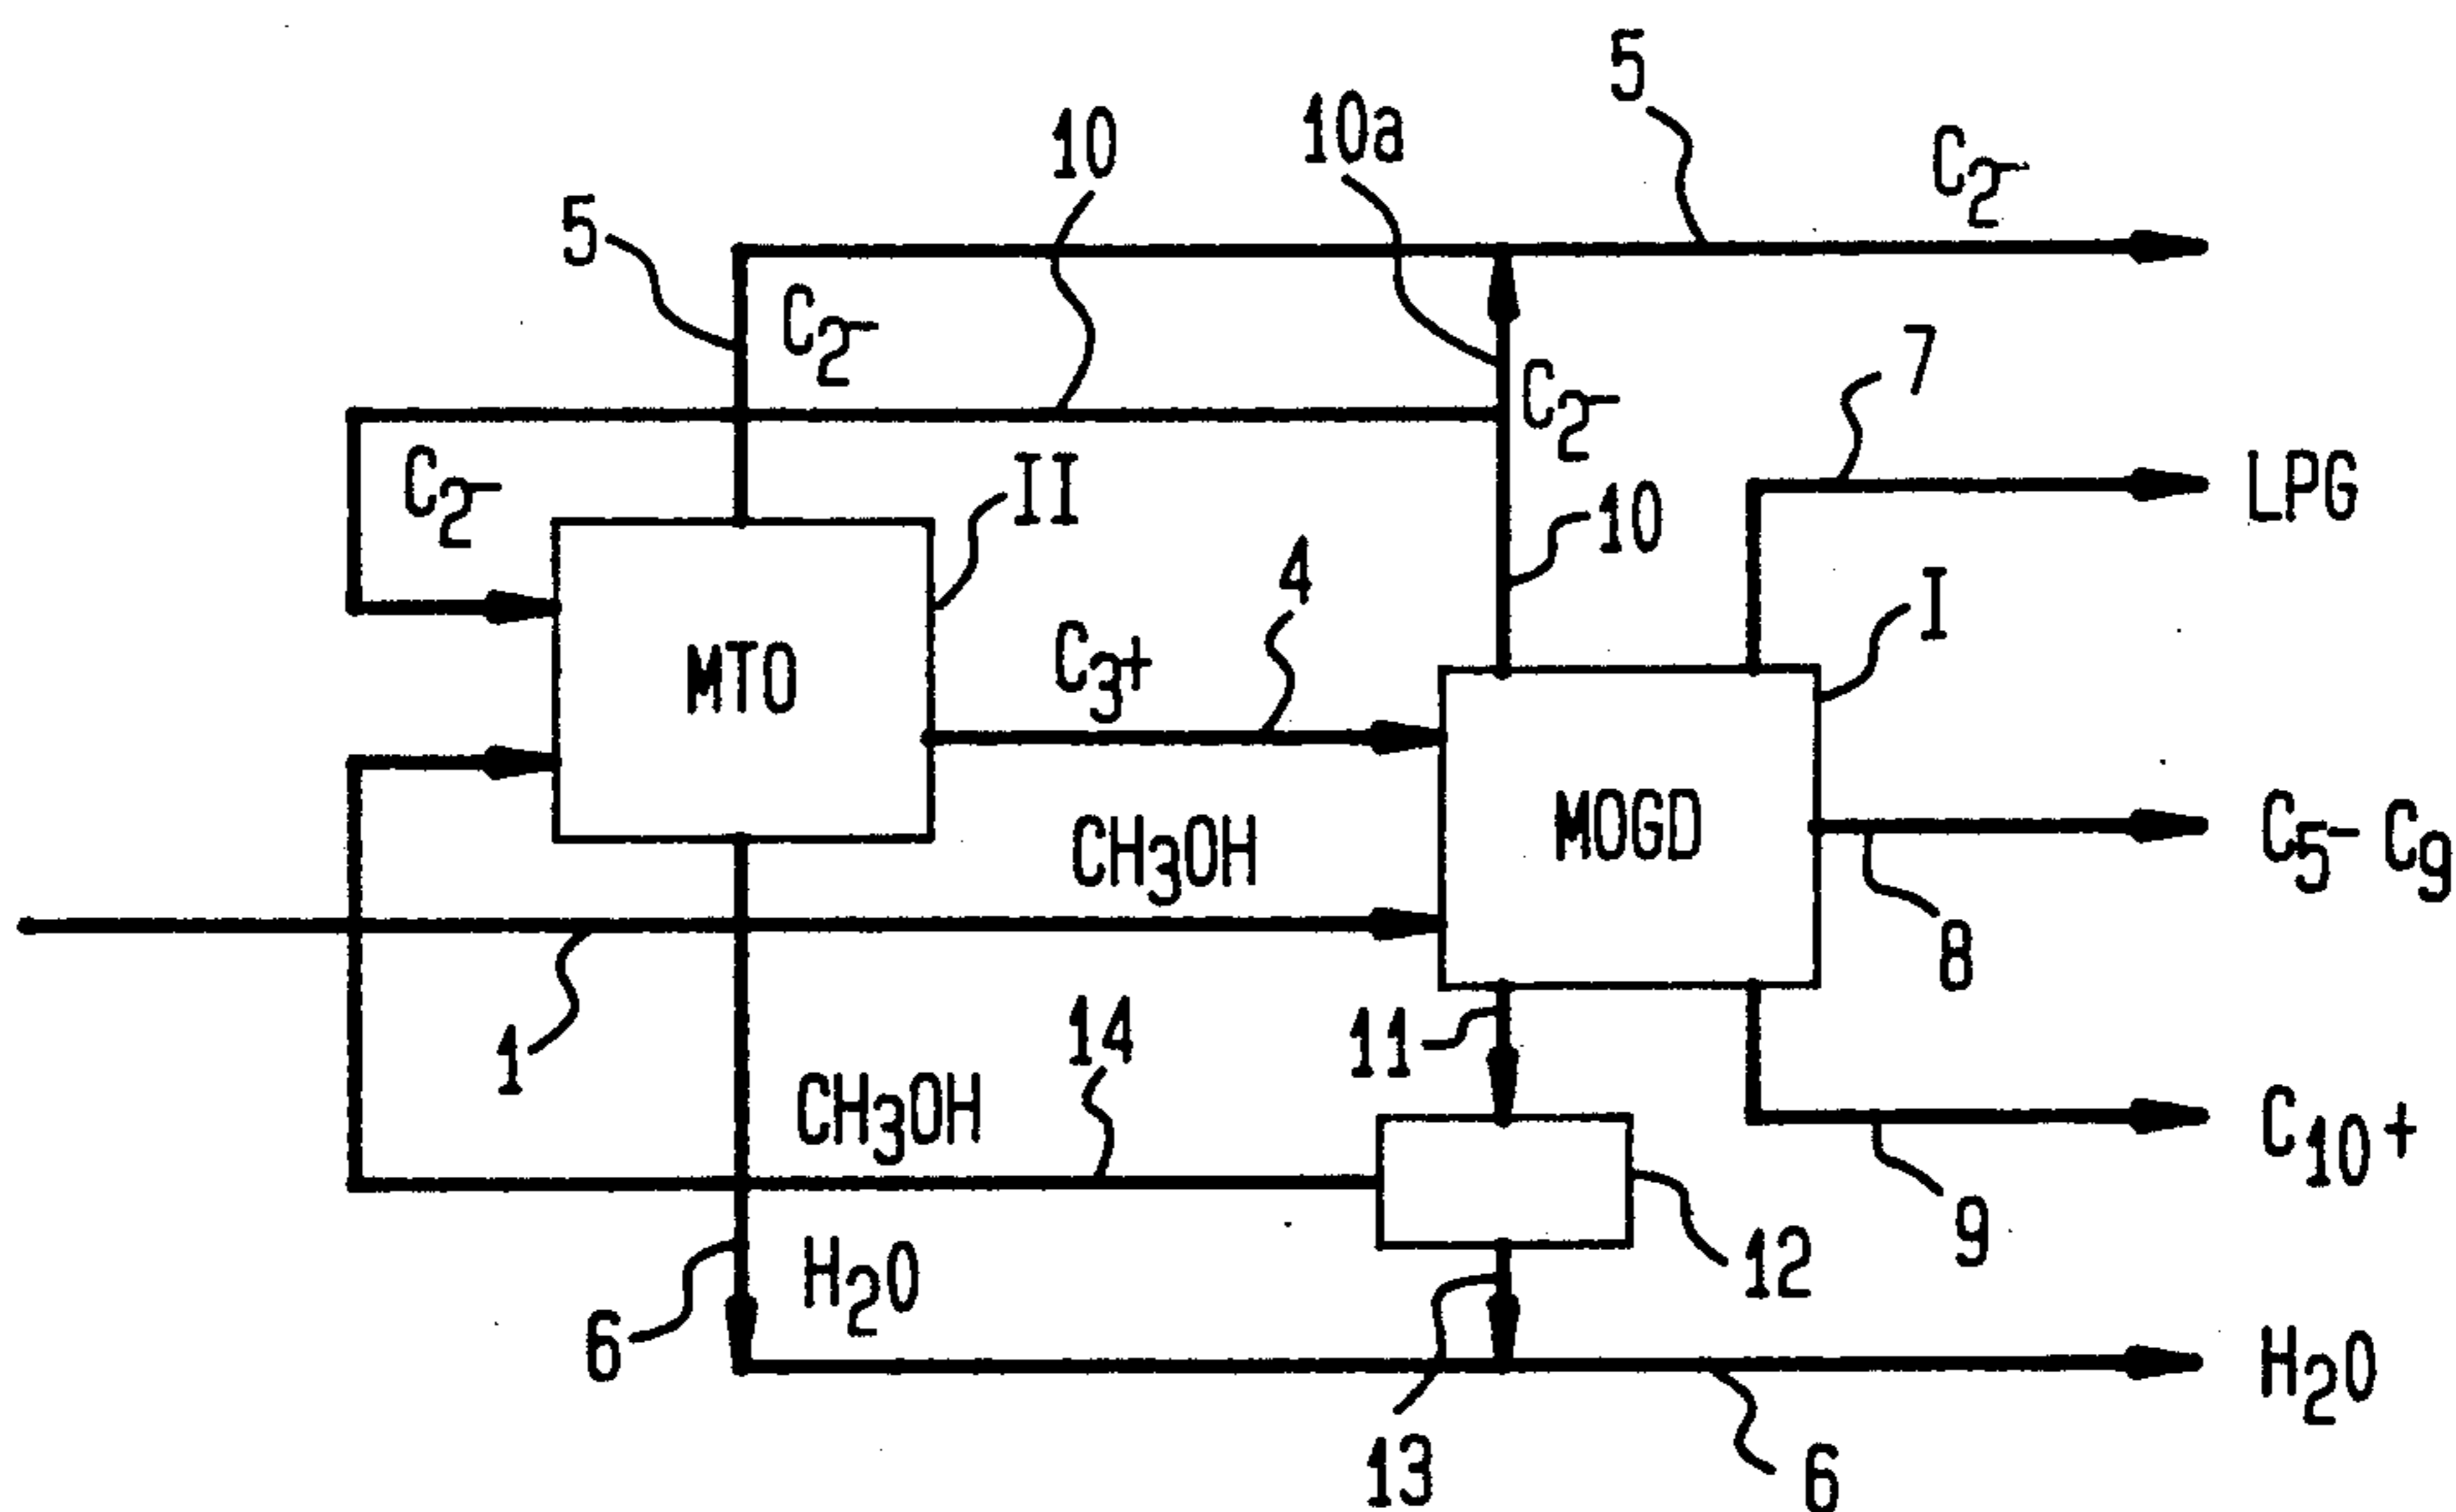 5
10
10a
5
C2-
C2-
7
C2-
C2-
II
10
LPG
4
I
C3+
MTO
MOGD
C5-C9
CH3OH
8
1
14
11
CH3OH
C10+
9
12
H2O
6
H2O
13
6